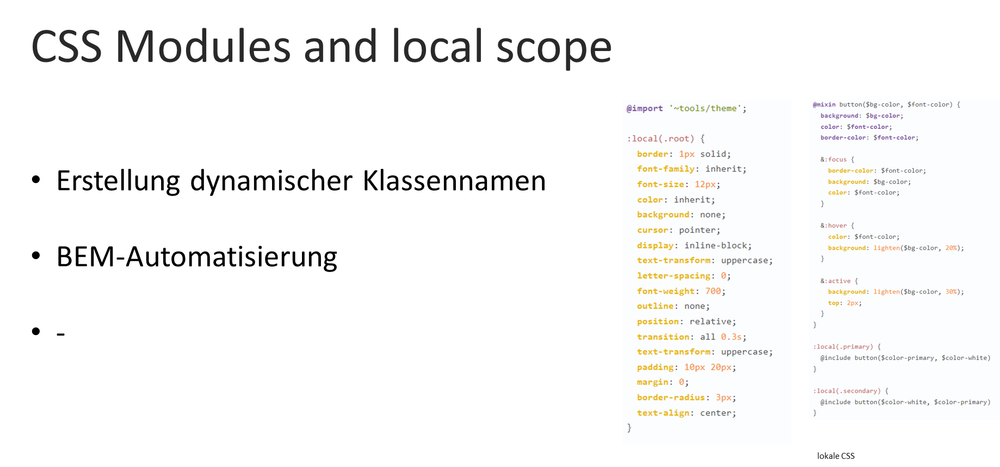 CSS Modules and local scope
• Erstellung dynamischer Klassennamen
• BEM-Automatisierung
• -
@import '~tools/theme';
:local(.root) {
border: 1px solid;
font-family: inherit;
font-size: 12px;
color: inherit;
background: none;
cursor: pointer;
display: inline-block;
text-transform: uppercase;
letter-spacing: 0;
font-weight: 700;
outline: none;
position: relative;
transition: all 0.3s;
text-transform: uppercase;
padding: 10px 20px;
margin: 0;
border-radius: 3px;
text-align: center;
}
@mixin button($bg-color, $font-color) {
background: $bg-color;
color: $font-color;
border-color: $font-color;
&:focus {
border-color: $font-color;
background: $bg-color;
color: $font-color;
}
&:hover {
color: $font-color;
background: lighten($bg-color, 20%);
}
&:active {
background: lighten($bg-color, 30%);
top: 2px;
}
}
:local(.primary) {
@include button($color-primary, $color-white)
}
:local(.secondary) {
@include button($color-white, $color-primary)
}
lokale CSS